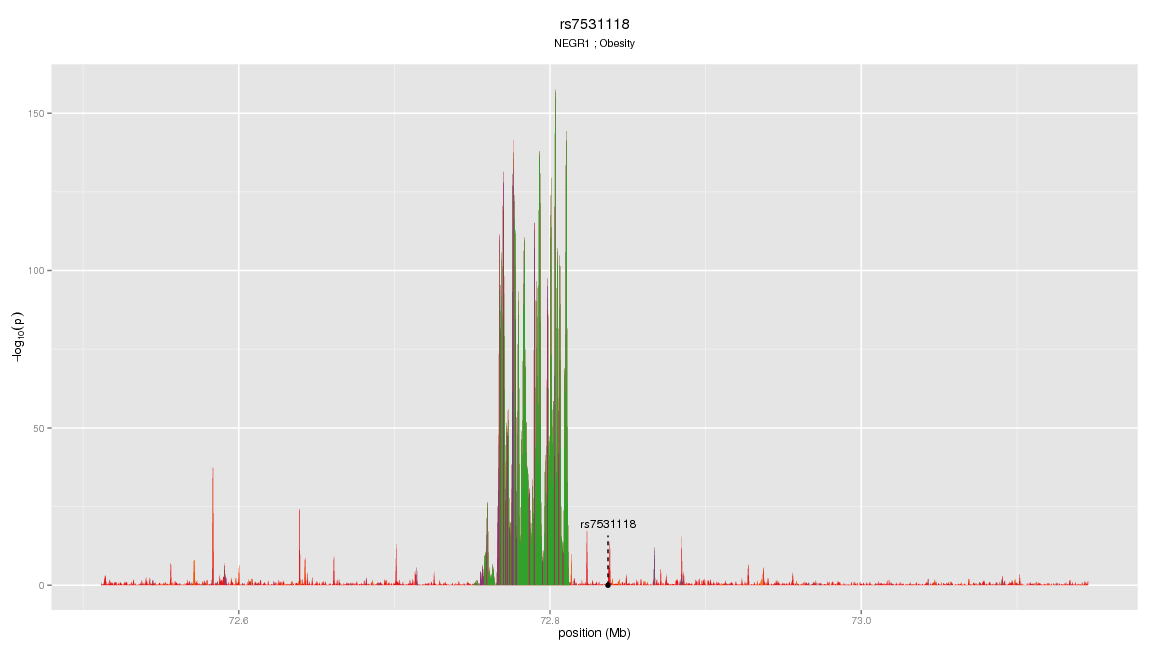 rs7531118
NEGR1 ; Obesity
150
100
50
0
−log10(p)
rs7531118
72.6
72.8
73.0
position (Mb)